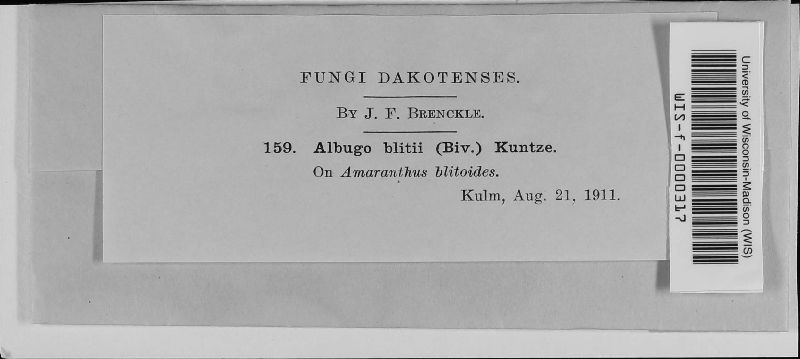 FUNGI DAKOTENSES.
BY J. F. BRENCKLE.
159. Albugo blitii (Biv.) Kuntze.
On Amaranthus blitoides.
Kulm, Aug. 21, 1911.
University of Wisconsin-Madison (WIS)
WIS-f-0000317